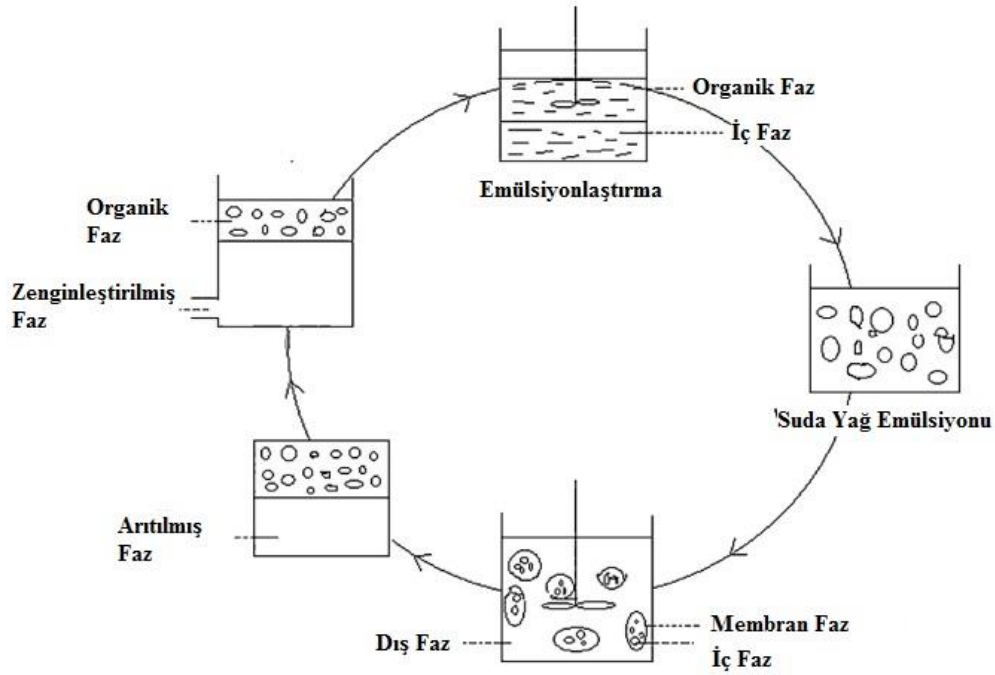 Organik Faz
İç Faz
Emülsiyonlaştırma
Organik
Faz
Zenginleştirilmiş
Faz
'Suda Yağ Emülsiyonu
Arıtılmış
Faz
Dış Faz
Membran Faz
İç Faz